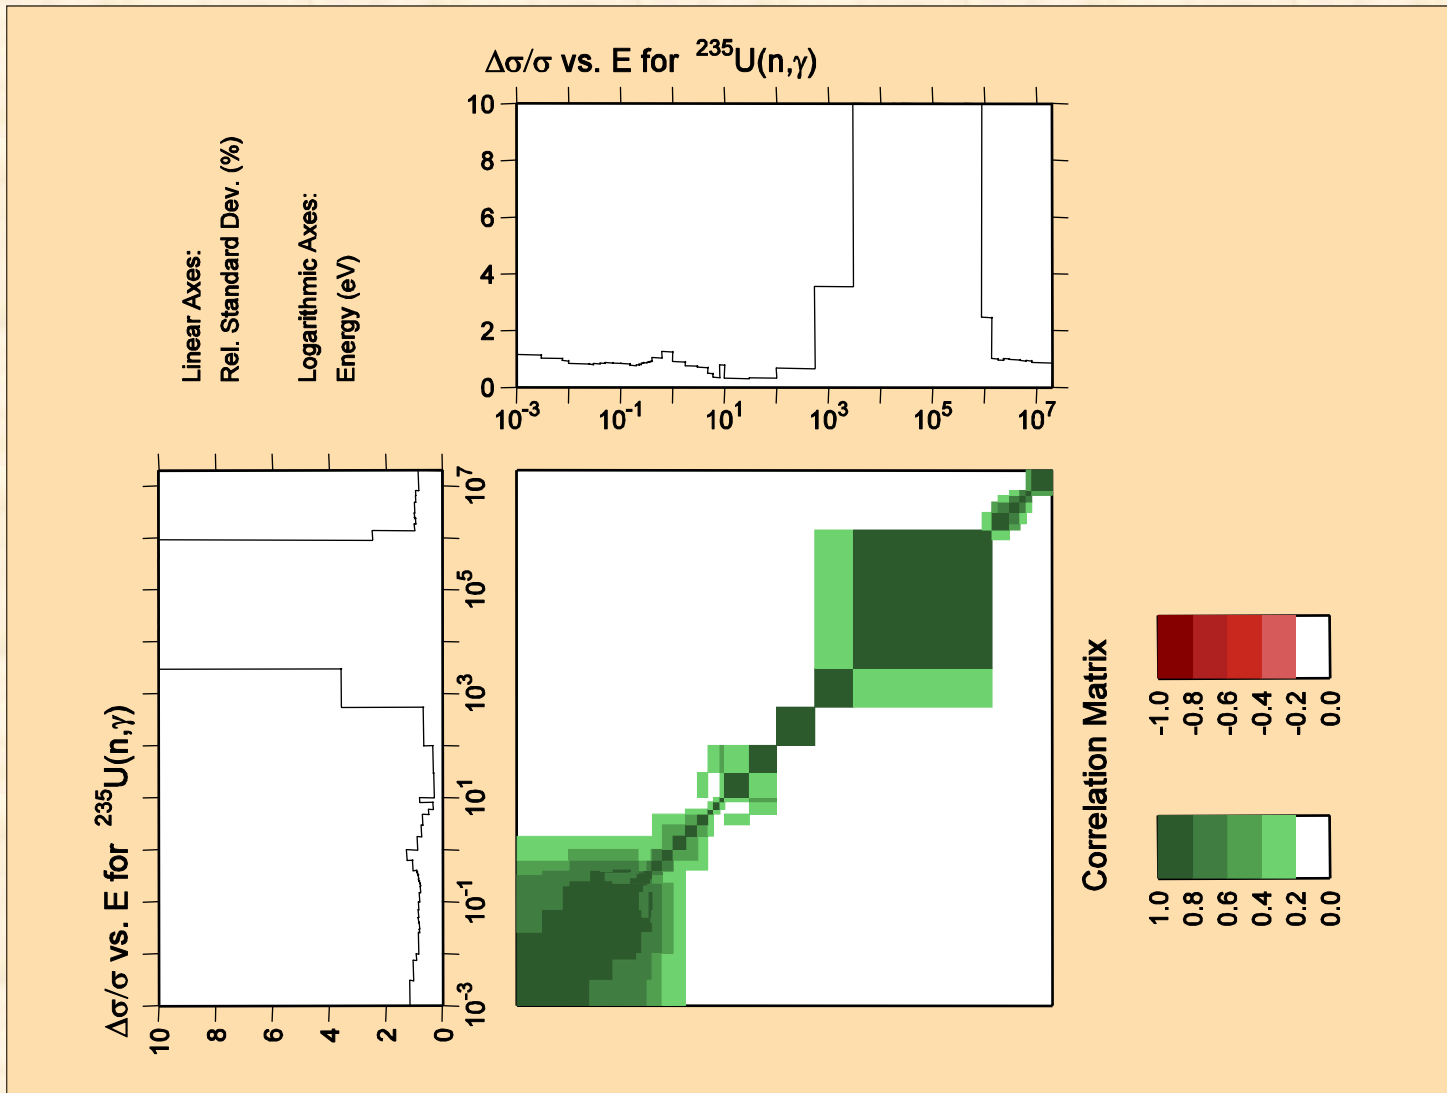 Δσ/σ vs. E for ²³⁵U(n,γ)
10
8
6
4
2
0
10⁻³ 10⁻¹ 10¹ 10³ 10⁵ 10⁷
Linear Axes:
Rel. Standard Dev. (%)
Logarithmic Axes:
Energy (eV)
Δσ/σ vs. E for ²³⁵U(n,γ)
10 8 6 4 2 0
10⁻³ 10⁻¹ 10¹ 10³ 10⁵ 10⁷
Correlation Matrix
-1.0 -0.8 -0.6 -0.4 -0.2 0.0
1.0 0.8 0.6 0.4 0.2 0.0